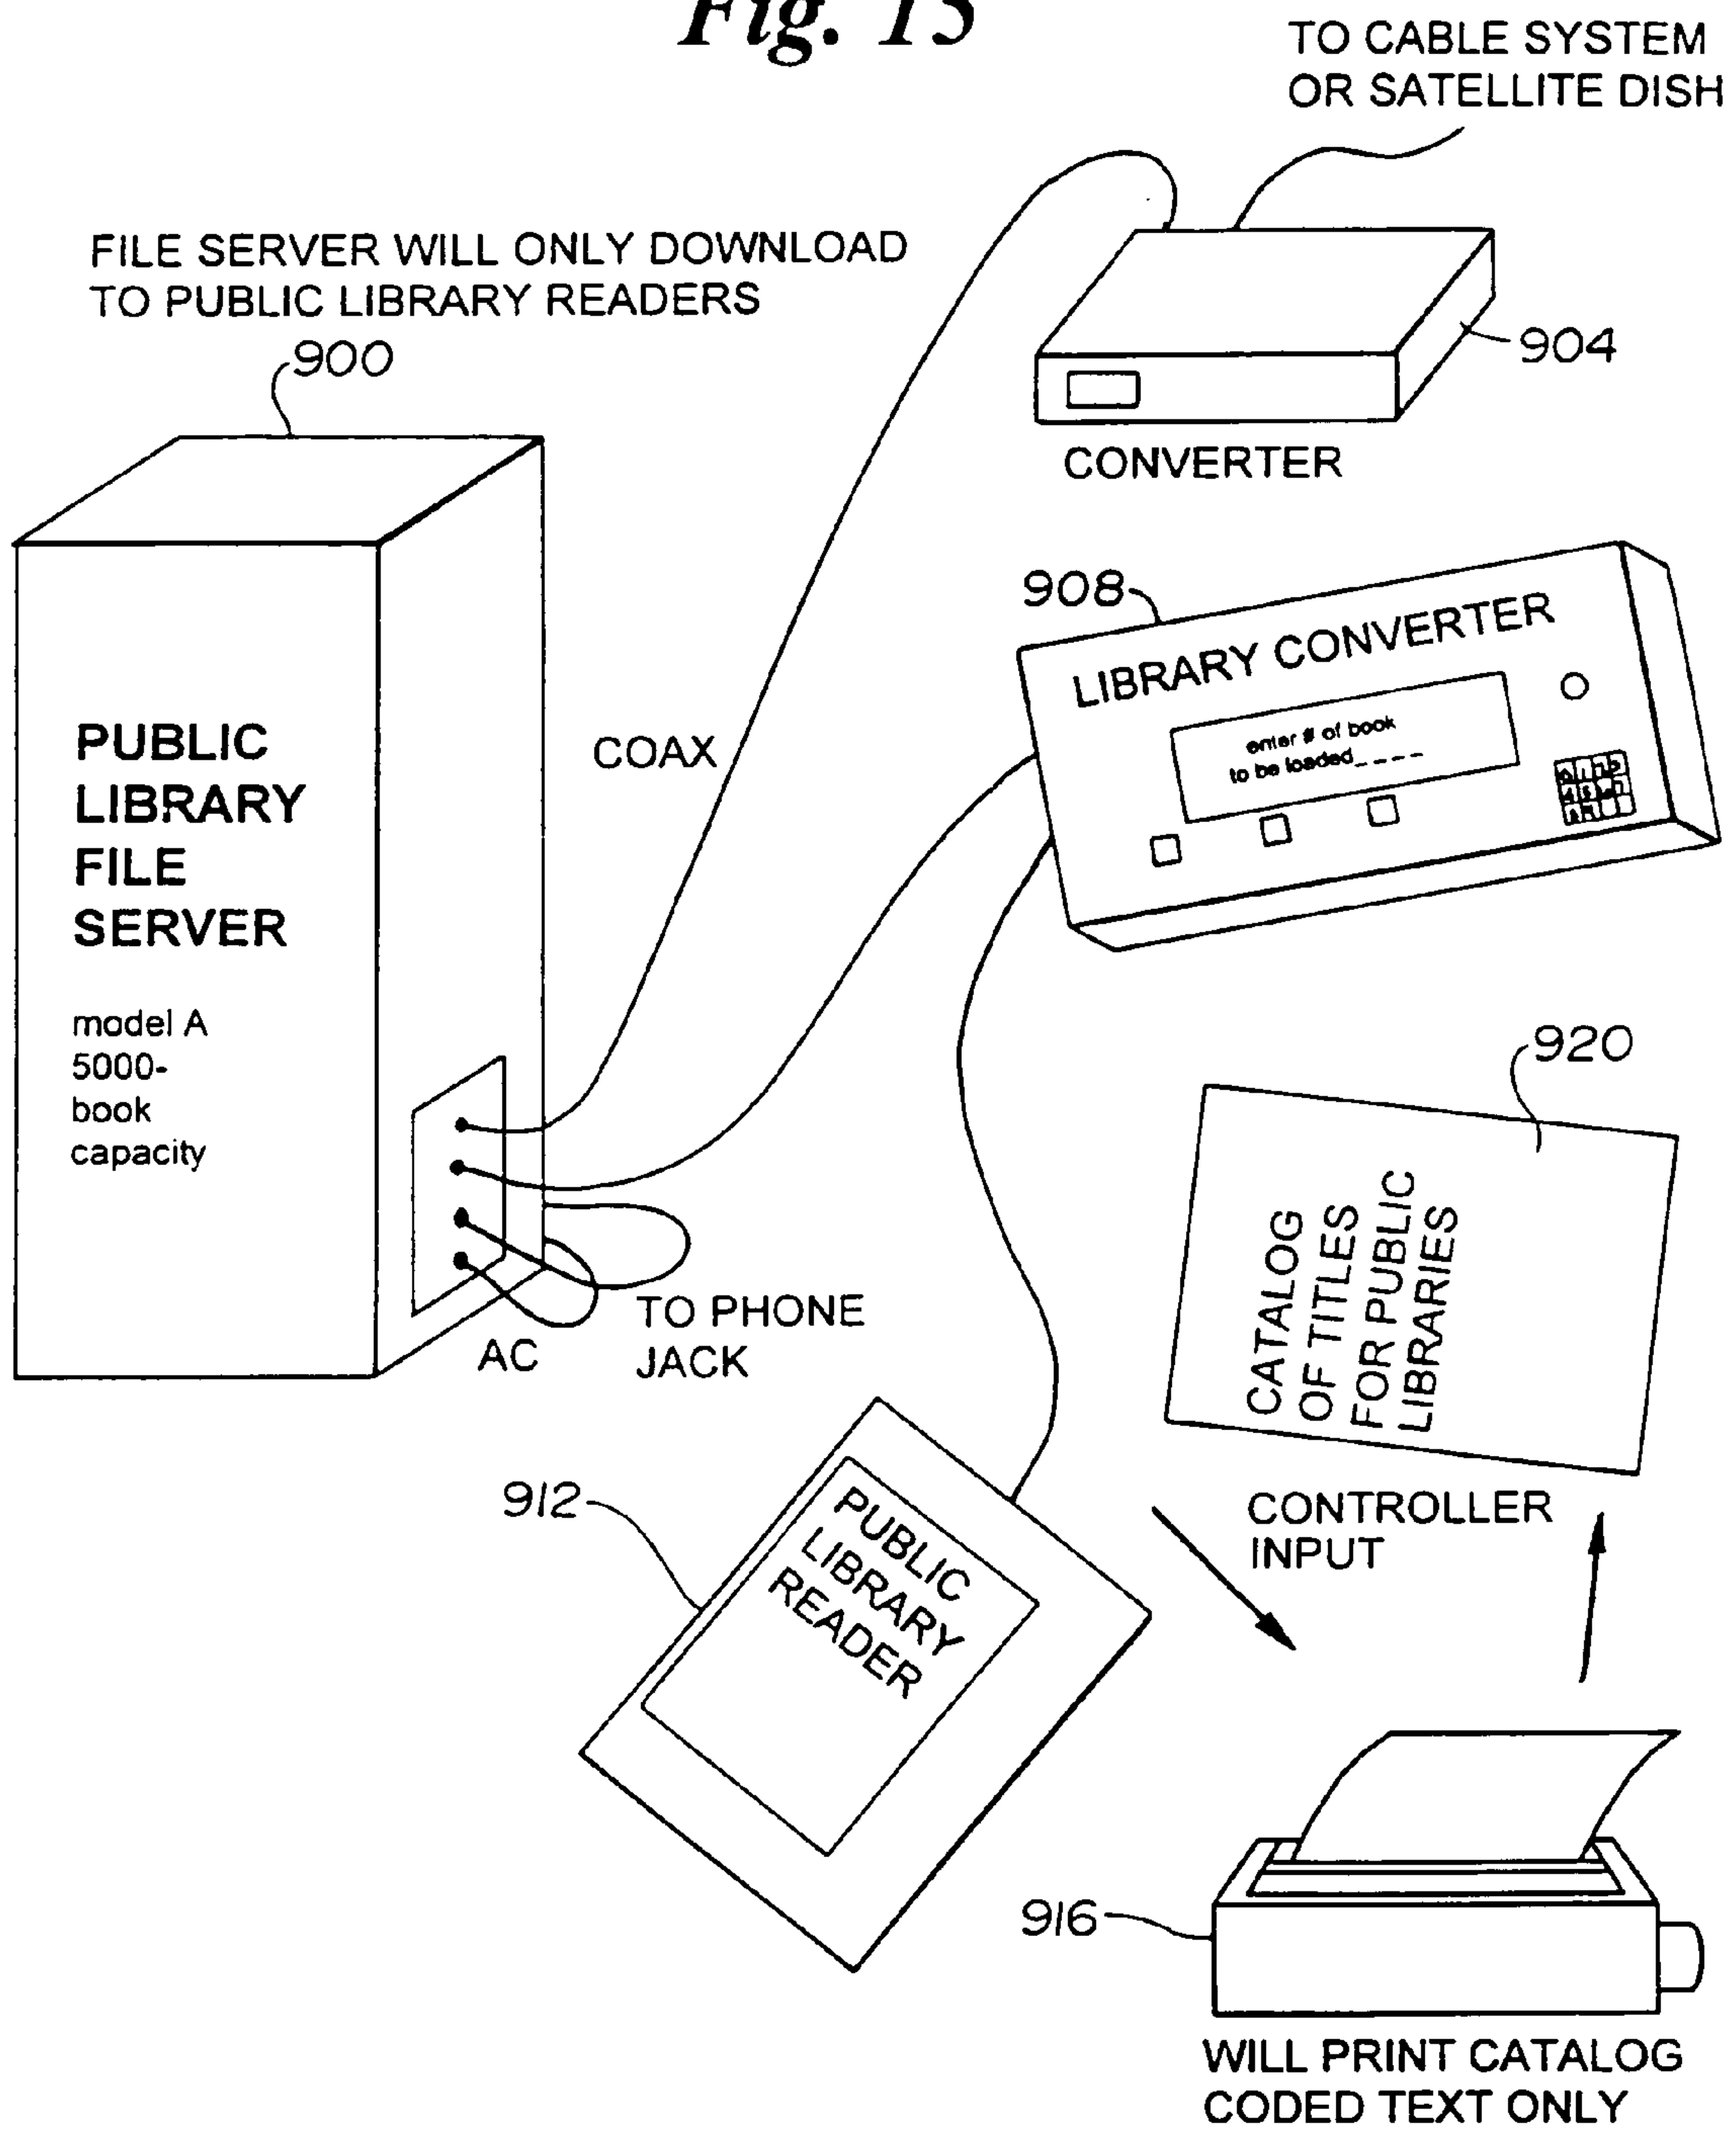 Fig. 15
TO CABLE SYSTEM
OR SATELLITE DISH
FILE SERVER WILL ONLY DOWNLOAD
TO PUBLIC LIBRARY READERS
900
904
CONVERTER
908
LIBRARY CONVERTER
enter # of book
to be loaded_ _ _ _
COAX
PUBLIC
LIBRARY
FILE
SERVER
model A
5000-
book
capacity
AC
TO PHONE
JACK
920
CATALOG
OF TITLES
FOR PUBLIC
LIBRARIES
CONTROLLER
INPUT
912
PUBLIC
LIBRARY
READER
916
WILL PRINT CATALOG
CODED TEXT ONLY